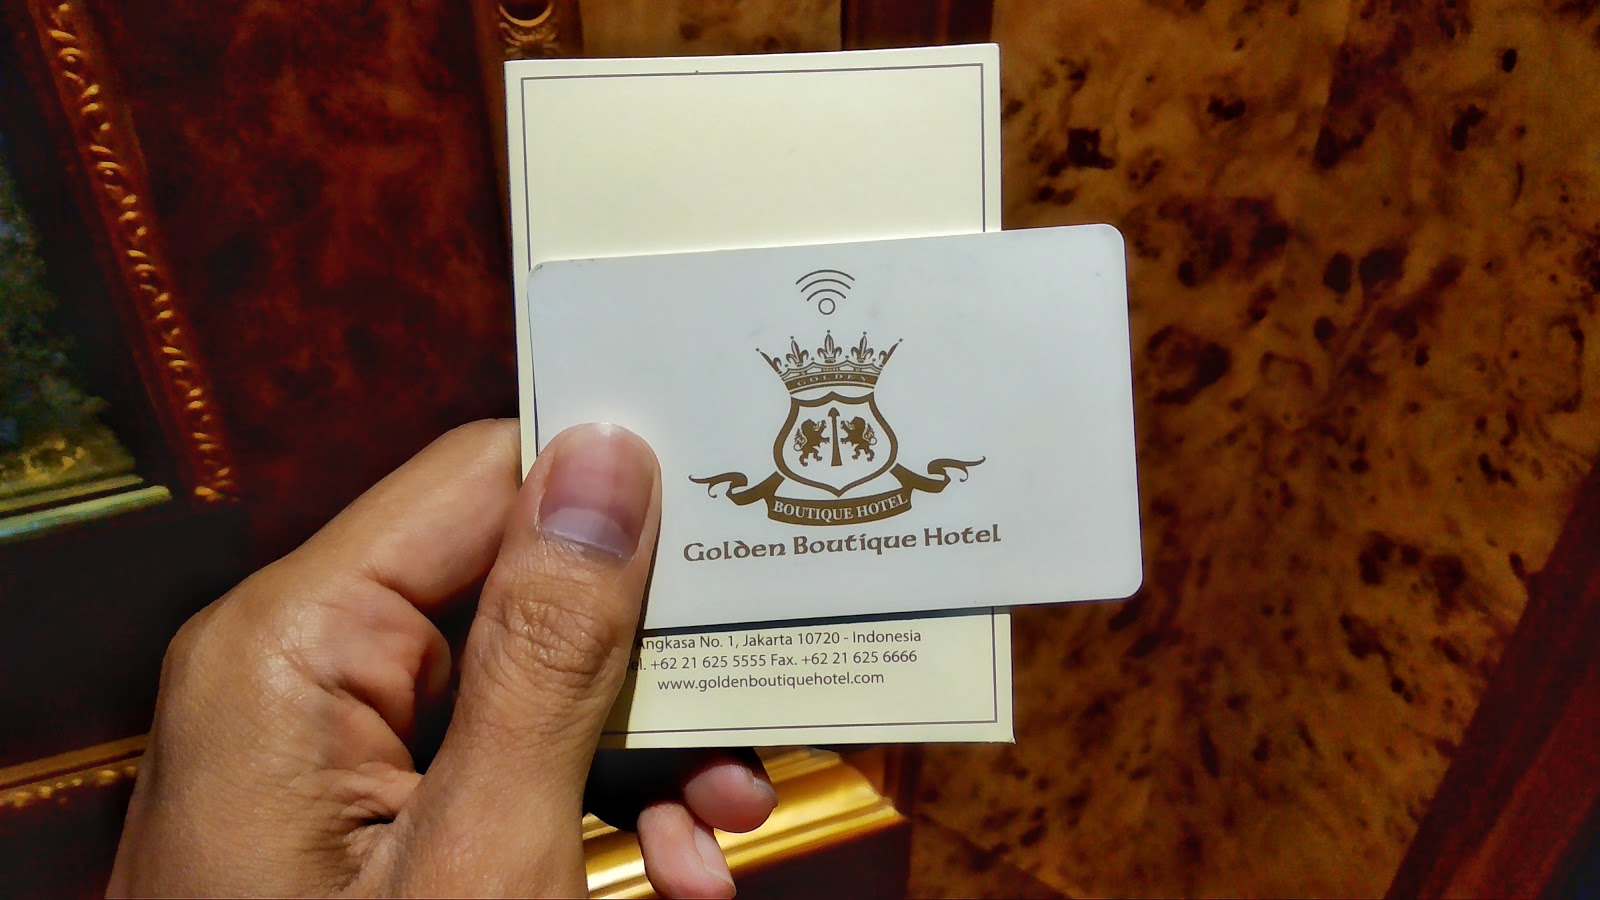 GOLDEN
BOUTIQUE HOTEL
Golden Boutique Hotel
Angkasa No. 1, Jakarta 10720 - Indonesia
+62 21 625 5555 Fax. +62 21 625 6666
www.goldenboutiquehotel.com